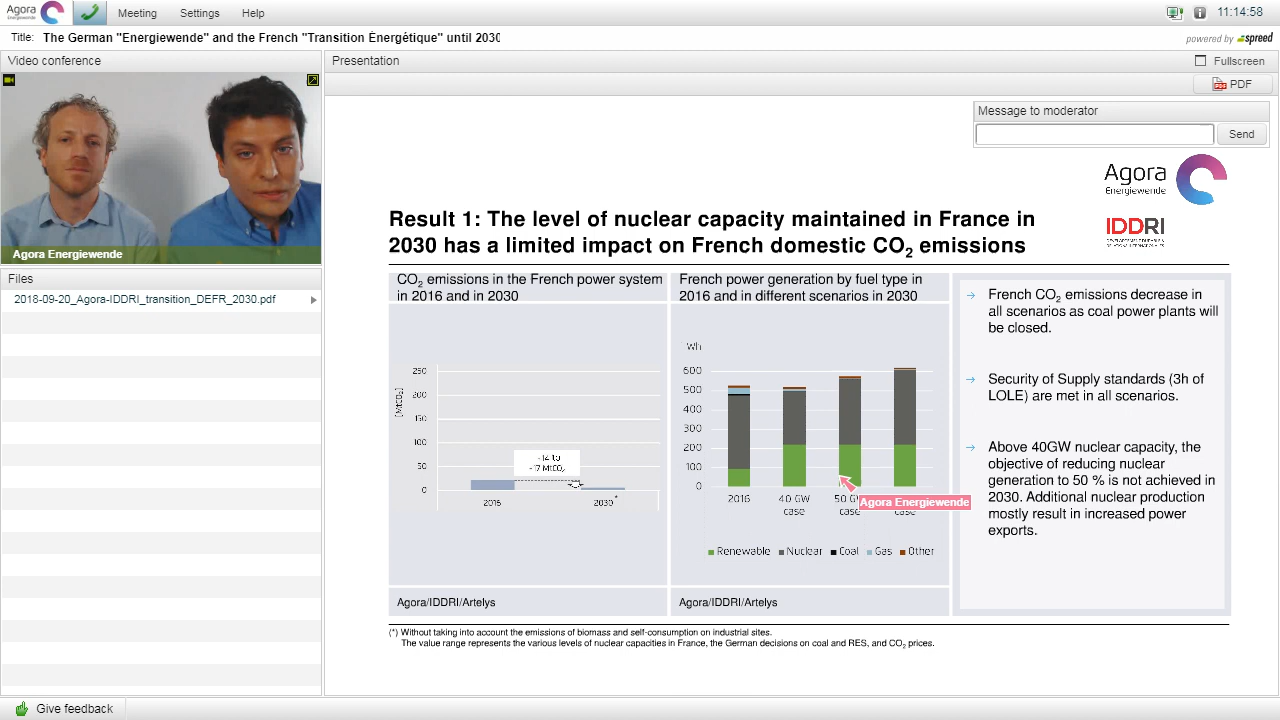 Agora
Energiewende
Meeting
Settings
Help
11:14:58
Title: The German "Energiewende" and the French "Transition Énergétique" until 2030
powered by spreed
Video conference
Presentation
Fullscreen
PDF
Message to moderator
Send
Agora Energiewende
Agora
Energiewende
IDDRI
Result 1: The level of nuclear capacity maintained in France in
2030 has a limited impact on French domestic CO₂ emissions
Files
2018-09-20_Agora-IDDRI_transition_DEFR_2030.pdf
CO₂ emissions in the French power system
in 2016 and in 2030
[MtCO₂]
250
200
150
100
50
0
-14 to
-17 MtCO₂
2015
2030*
Agora/IDDRI/Artelys
French power generation by fuel type in
2016 and in different scenarios in 2030
Wh
600
500
400
300
200
100
0
2016
40 GW
case
50 G
case
case
Agora Energiewende
Renewable
Nuclear
Coal
Gas
Other
Agora/IDDRI/Artelys
→ French CO₂ emissions decrease in
all scenarios as coal power plants will
be closed.
→ Security of Supply standards (3h of
LOLE) are met in all scenarios.
→ Above 40GW nuclear capacity, the
objective of reducing nuclear
generation to 50 % is not achieved in
2030. Additional nuclear production
mostly result in increased power
exports.
(*) Without taking into account the emissions of biomass and self-consumption on industrial sites.
The value range represents the various levels of nuclear capacities in France, the German decisions on coal and RES, and CO₂ prices.
Give feedback